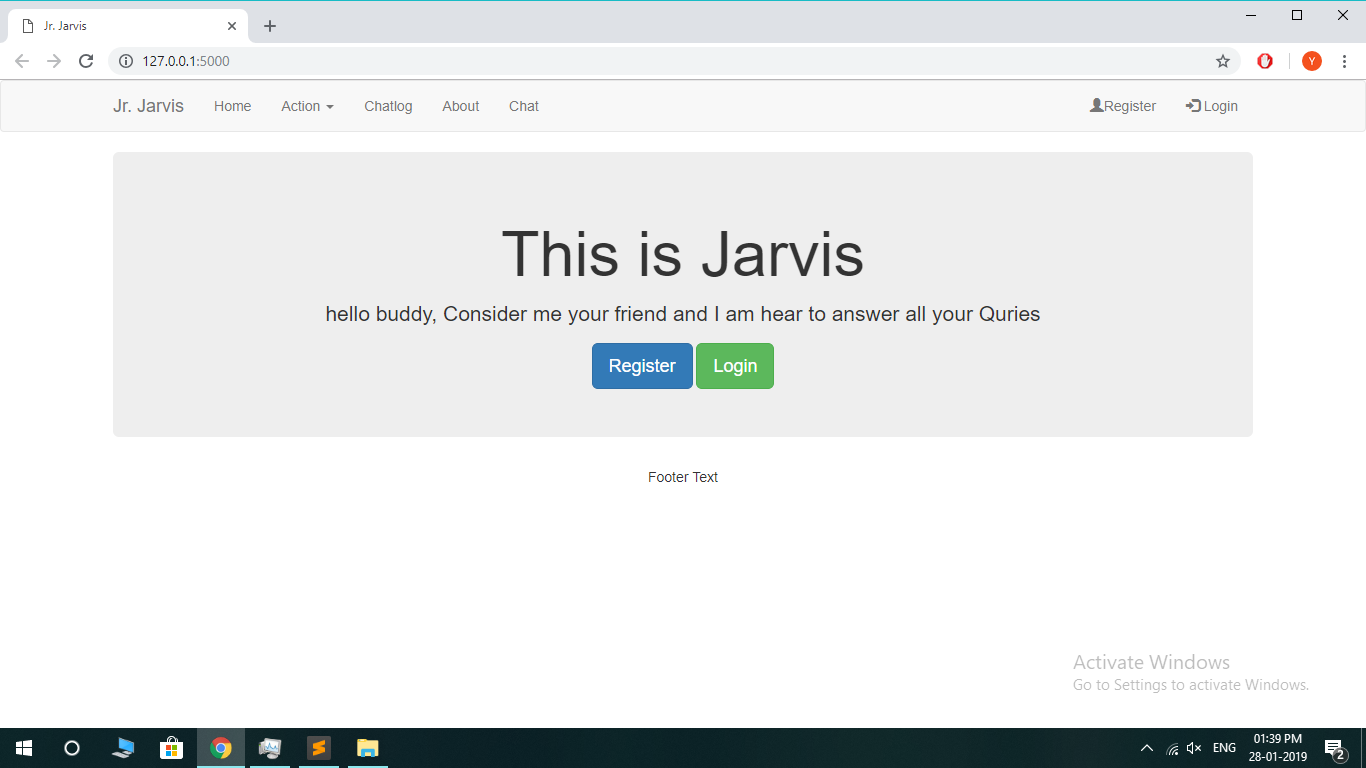 Jr. Jarvis
127.0.0.1:5000
Y
Jr. Jarvis Home Action Chatlog About Chat Register Login
This is Jarvis
hello buddy, Consider me your friend and I am hear to answer all your Quries
Register Login
Footer Text
Activate Windows
Go to Settings to activate Windows.
ENG
01:39 PM
28-01-2019
2